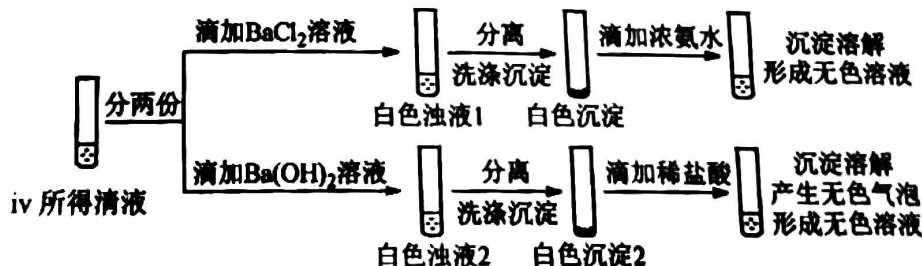 滴加BaCl₂溶液
分离
洗涤沉淀
滴加浓氨水
沉淀溶解
形成无色溶液
白色浊液1
白色沉淀
分两份
iv 所得清液
滴加Ba(OH)₂溶液
分离
洗涤沉淀
滴加稀盐酸
沉淀溶解
产生无色气泡
形成无色溶液
白色浊液2
白色沉淀2